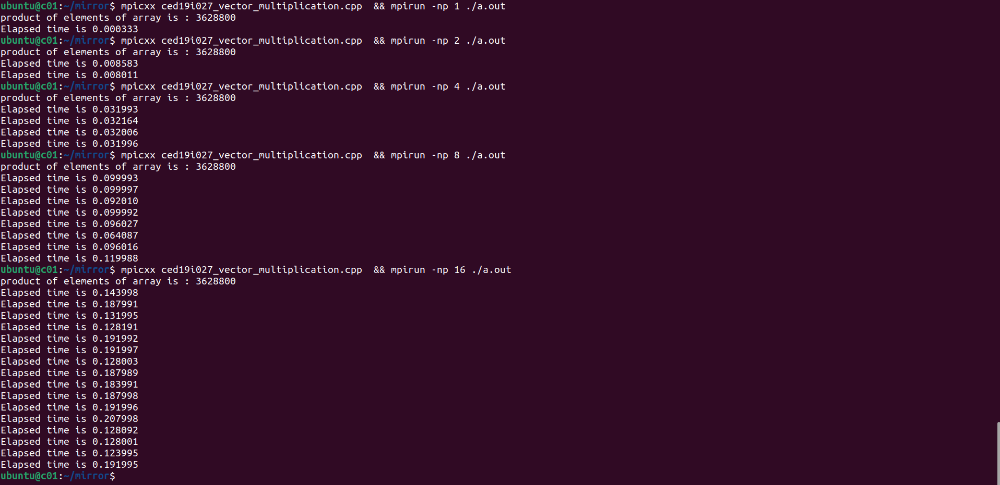 ubuntu@c01:~/mirror$ mpicxx ced19i027_vector_multiplication.cpp  && mpirun -np 1 ./a.out
product of elements of array is : 3628800
Elapsed time is 0.000333
ubuntu@c01:~/mirror$ mpicxx ced19i027_vector_multiplication.cpp  && mpirun -np 2 ./a.out
product of elements of array is : 3628800
Elapsed time is 0.008583
Elapsed time is 0.008011
ubuntu@c01:~/mirror$ mpicxx ced19i027_vector_multiplication.cpp  && mpirun -np 4 ./a.out
product of elements of array is : 3628800
Elapsed time is 0.031993
Elapsed time is 0.032164
Elapsed time is 0.032006
Elapsed time is 0.031996
ubuntu@c01:~/mirror$ mpicxx ced19i027_vector_multiplication.cpp  && mpirun -np 8 ./a.out
product of elements of array is : 3628800
Elapsed time is 0.099993
Elapsed time is 0.099997
Elapsed time is 0.092010
Elapsed time is 0.099992
Elapsed time is 0.096027
Elapsed time is 0.064087
Elapsed time is 0.096016
Elapsed time is 0.119988
ubuntu@c01:~/mirror$ mpicxx ced19i027_vector_multiplication.cpp  && mpirun -np 16 ./a.out
product of elements of array is : 3628800
Elapsed time is 0.143998
Elapsed time is 0.187991
Elapsed time is 0.131995
Elapsed time is 0.128191
Elapsed time is 0.191992
Elapsed time is 0.191997
Elapsed time is 0.128003
Elapsed time is 0.187989
Elapsed time is 0.183991
Elapsed time is 0.187998
Elapsed time is 0.191996
Elapsed time is 0.207998
Elapsed time is 0.128092
Elapsed time is 0.128001
Elapsed time is 0.123995
Elapsed time is 0.191995
ubuntu@c01:~/mirror$